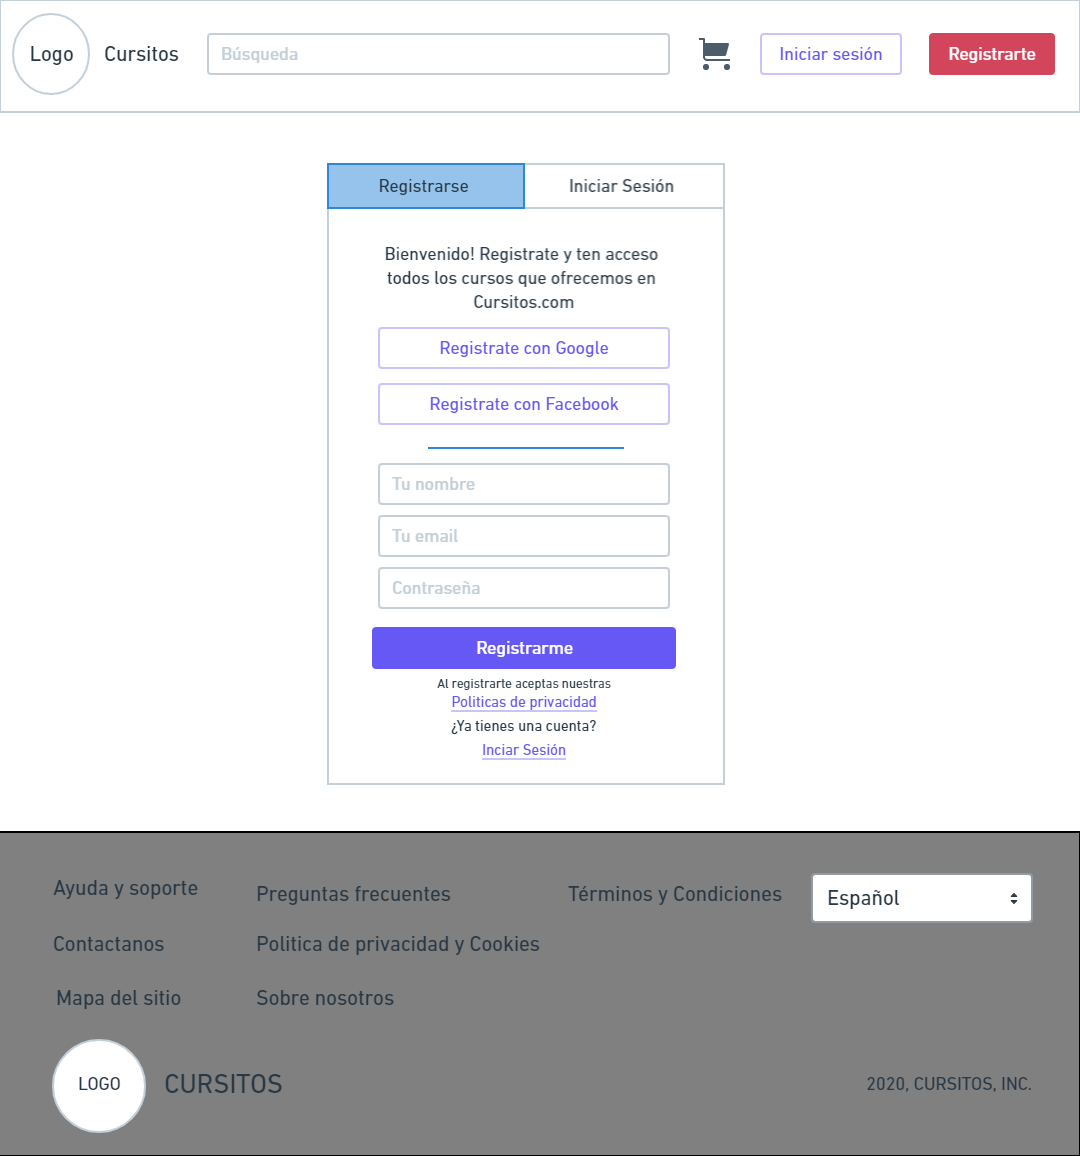 Logo
Cursitos
Búsqueda
Iniciar sesión
Registrarte
Registrarse
Iniciar Sesión
Bienvenido! Registrate y ten acceso
todos los cursos que ofrecemos en
Cursitos.com
Registrate con Google
Registrate con Facebook
Tu nombre
Tu email
Contraseña
Registrarme
Al registrarte aceptas nuestras
Politicas de privacidad
¿Ya tienes una cuenta?
Inciar Sesión
Ayuda y soporte
Preguntas frecuentes
Términos y Condiciones
Español
Contactanos
Politica de privacidad y Cookies
Mapa del sitio
Sobre nosotros
LOGO
CURSITOS
2020, CURSITOS, INC.